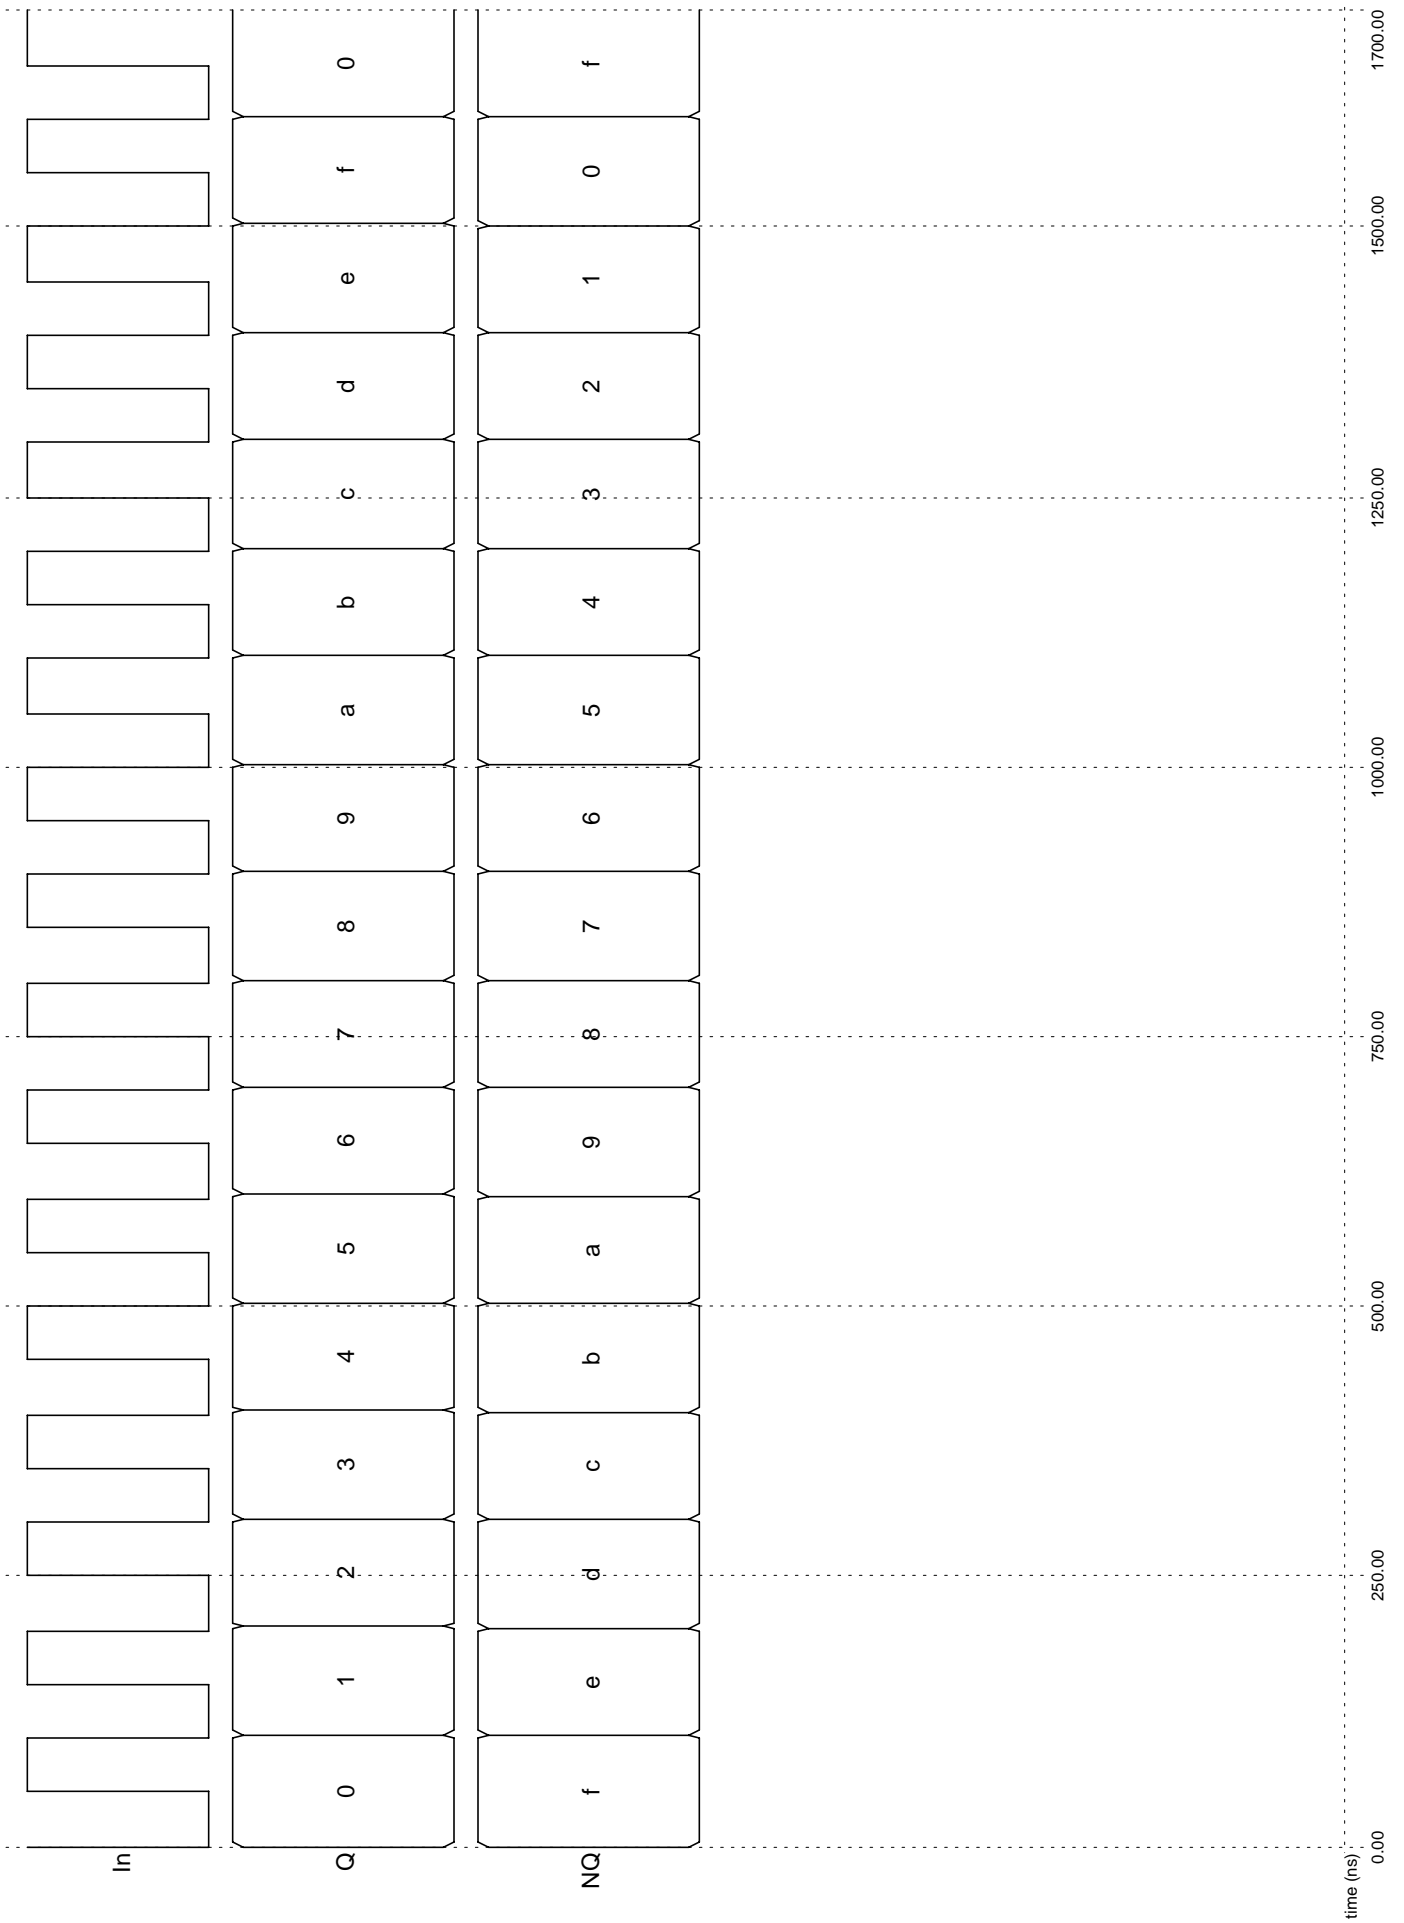 In
Q 0 1 2 3 4 5 6 7 8 9 a b c d e f 0
NQ f e d c b a 9 8 7 6 5 4 3 2 1 0 f
time (ns)
0.00 250.00 500.00 750.00 1000.00 1250.00 1500.00 1700.00